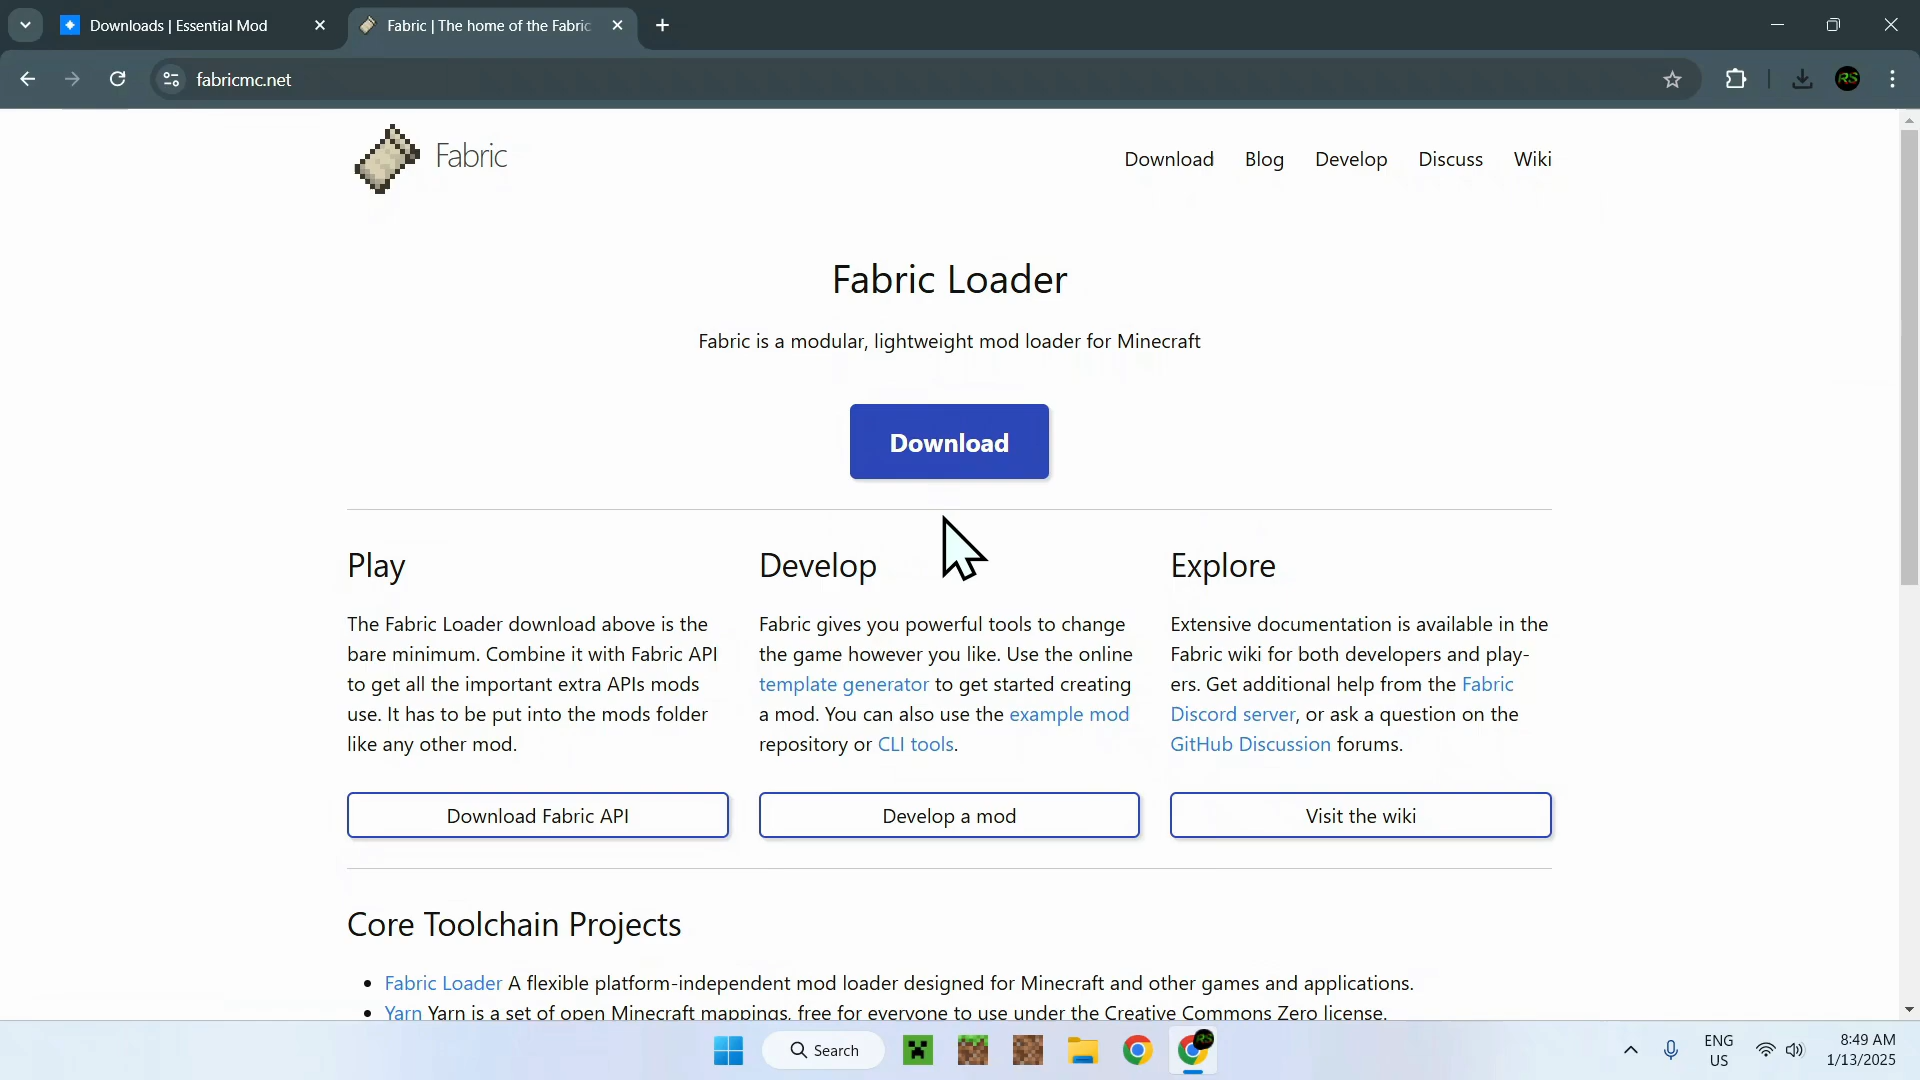 Downloads | Essential Mod
Fabric | The home of the Fabric
fabricmc.net
RS
Fabric
Download Blog Develop Discuss Wiki
Fabric Loader
Fabric is a modular, lightweight mod loader for Minecraft
Download
Play
The Fabric Loader download above is the
bare minimum. Combine it with Fabric API
to get all the important extra APIs mods
use. It has to be put into the mods folder
like any other mod.
Download Fabric API
Develop
Fabric gives you powerful tools to change
the game however you like. Use the online
template generator to get started creating
a mod. You can also use the example mod
repository or CLI tools.
Develop a mod
Explore
Extensive documentation is available in the
Fabric wiki for both developers and play-
ers. Get additional help from the Fabric
Discord server, or ask a question on the
GitHub Discussion forums.
Visit the wiki
Core Toolchain Projects
Fabric Loader A flexible platform-independent mod loader designed for Minecraft and other games and applications.
Yarn Yarn is a set of open Minecraft mappings, free for everyone to use under the Creative Commons Zero license.
Search
RS
ENG
US
8:49 AM
1/13/2025